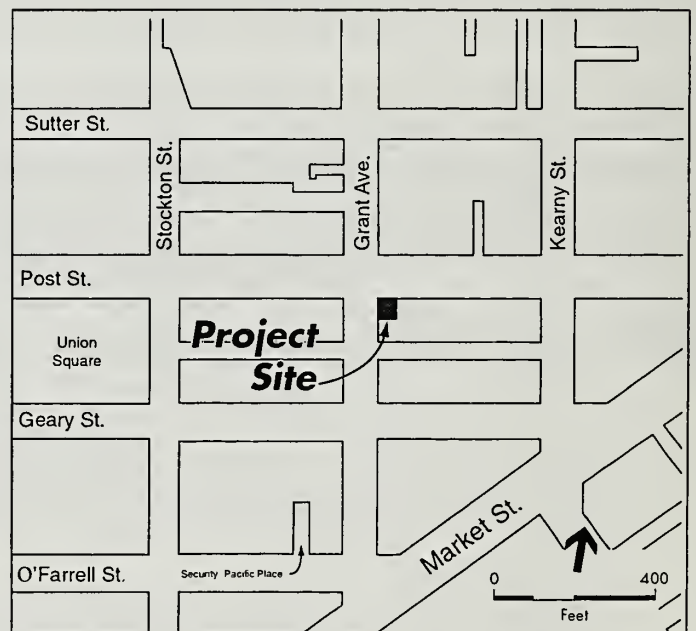 Sutter St.
Stockton St.
Grant Ave.
Kearny St.
Post St.
Union
Square
Project
Site
Geary St.
Market St.
O'Farrell St.
Security Pacific Place
0 400
Feet